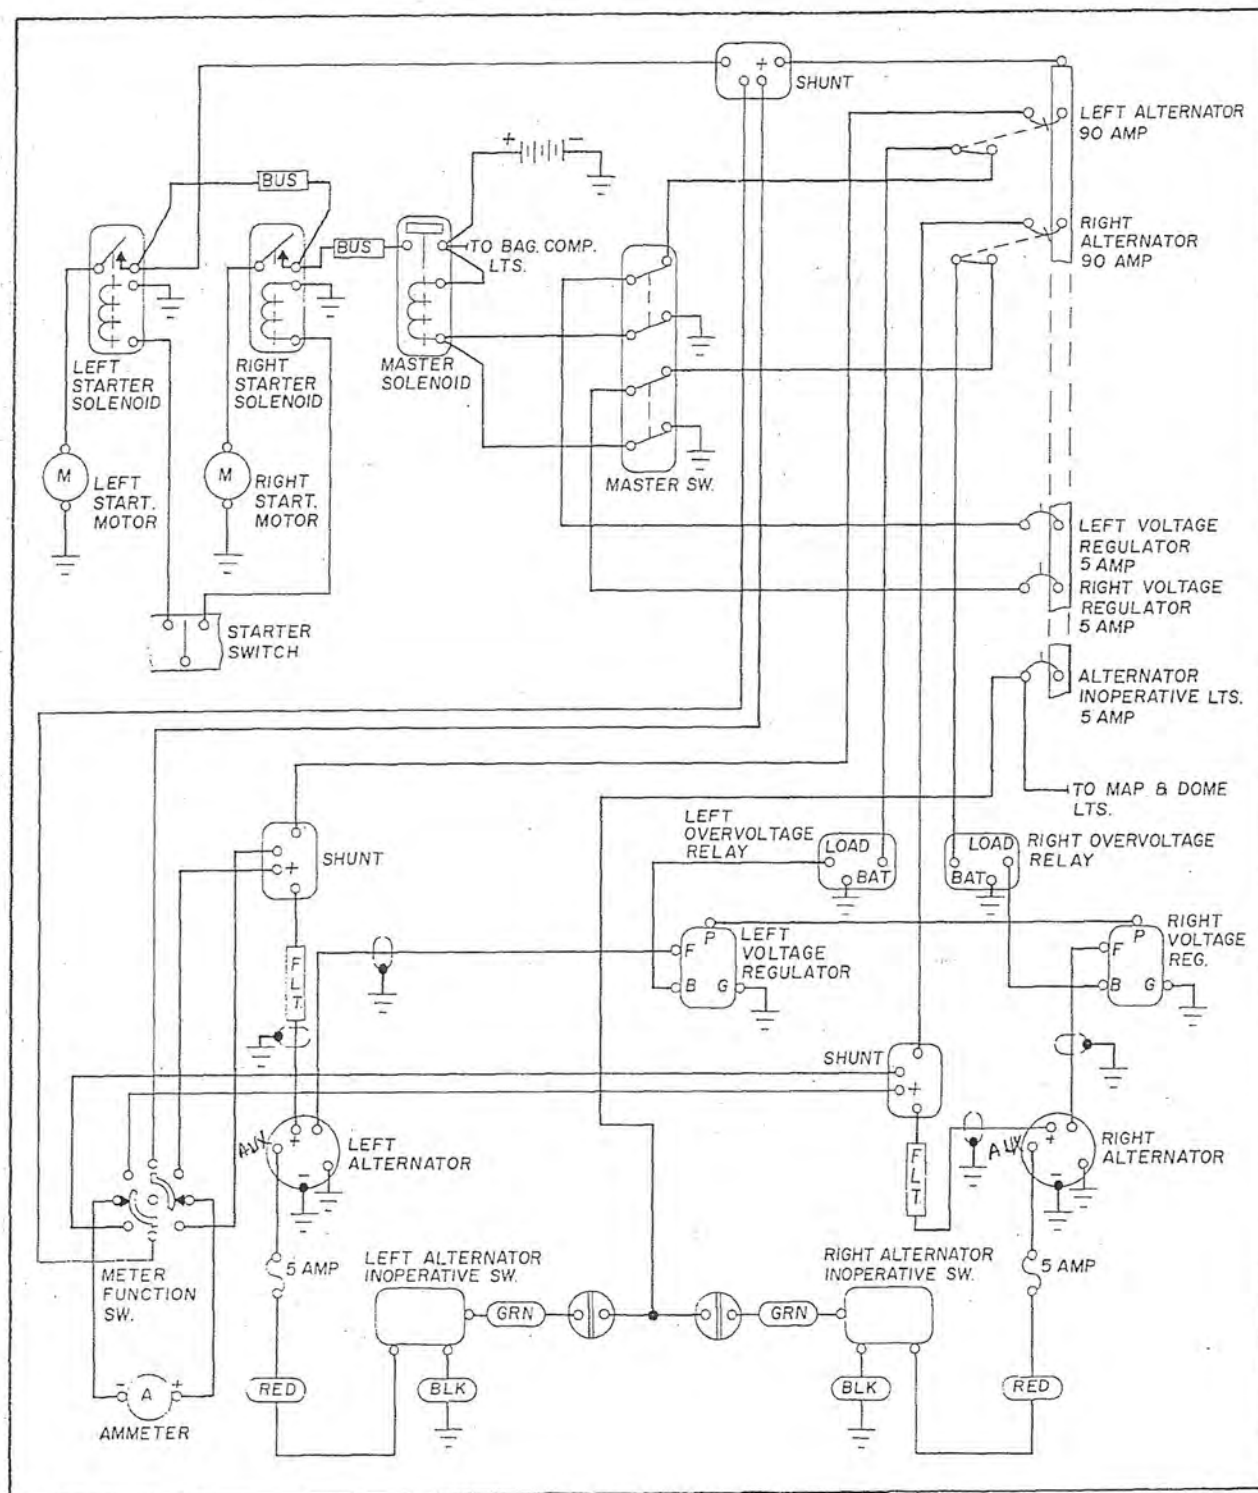 +
SHUNT
LEFT ALTERNATOR
90 AMP
+
−
BUS
RIGHT
ALTERNATOR
90 AMP
BUS
TO BAG. COMP.
LTS.
LEFT
STARTER
SOLENOID
RIGHT
STARTER
SOLENOID
MASTER
SOLENOID
M
LEFT
START.
MOTOR
M
RIGHT
START.
MOTOR
MASTER SW.
LEFT VOLTAGE
REGULATOR
5 AMP
RIGHT VOLTAGE
REGULATOR
5 AMP
STARTER
SWITCH
ALTERNATOR
INOPERATIVE LTS.
5 AMP
TO MAP & DOME
LTS.
SHUNT
+
LEFT
OVERVOLTAGE
RELAY
LOAD
BAT
LOAD
BAT
RIGHT OVERVOLTAGE
RELAY
FLT.
P
F
B G
LEFT
VOLTAGE
REGULATOR
P
F
B G
RIGHT
VOLTAGE
REG.
SHUNT
+
AUX
+
−
LEFT
ALTERNATOR
FLT.
AUX
+
−
RIGHT
ALTERNATOR
METER
FUNCTION
SW.
5 AMP
LEFT ALTERNATOR
INOPERATIVE SW.
RIGHT ALTERNATOR
INOPERATIVE SW.
5 AMP
GRN
GRN
RED
BLK
BLK
RED
−
A
+
AMMETER